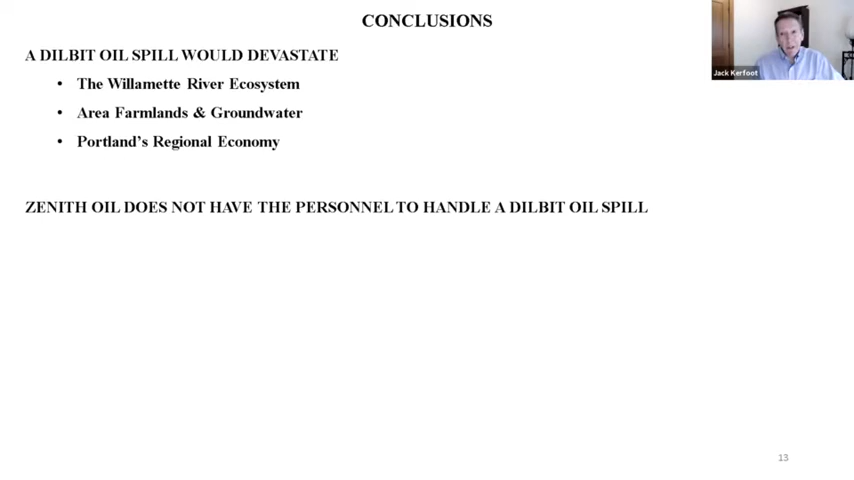 CONCLUSIONS
Jack Kerfoot
A DILBIT OIL SPILL WOULD DEVASTATE
• The Willamette River Ecosystem
• Area Farmlands & Groundwater
• Portland's Regional Economy
ZENITH OIL DOES NOT HAVE THE PERSONNEL TO HANDLE A DILBIT OIL SPILL
13